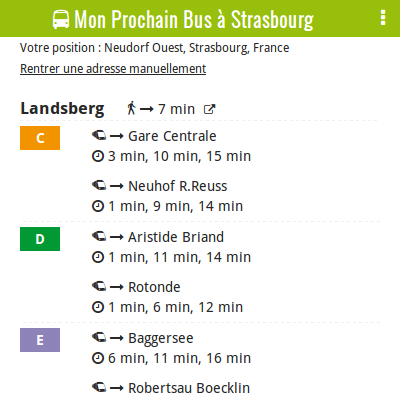 Mon Prochain Bus à Strasbourg
Votre position : Neudorf Ouest, Strasbourg, France
Rentrer une adresse manuellement
Landsberg → 7 min
C → Gare Centrale
3 min, 10 min, 15 min
→ Neuhof R.Reuss
1 min, 9 min, 14 min
D → Aristide Briand
1 min, 11 min, 14 min
→ Rotonde
1 min, 6 min, 12 min
E → Baggersee
6 min, 11 min, 16 min
→ Robertsau Boecklin